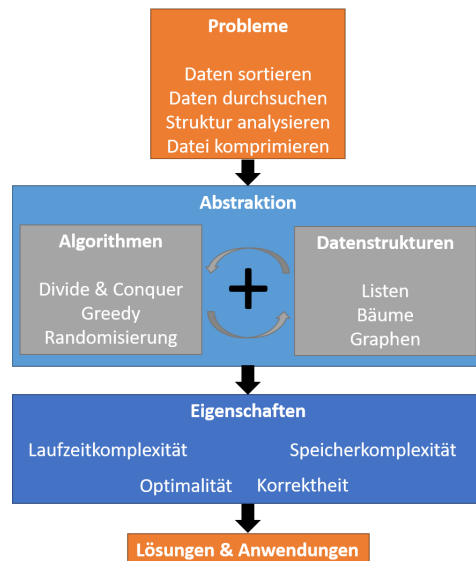 Probleme
Daten sortieren
Daten durchsuchen
Struktur analysieren
Datei komprimieren
Abstraktion
Algorithmen
Divide & Conquer
Greedy
Randomisierung
+
Datenstrukturen
Listen
Bäume
Graphen
Eigenschaften
Laufzeitkomplexität
Speicherkomplexität
Optimalität
Korrektheit
Lösungen & Anwendungen